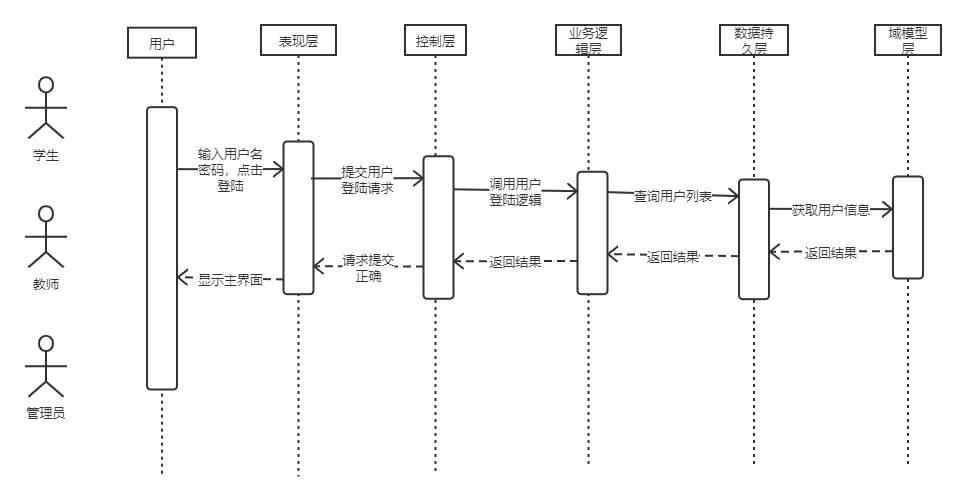 用户
表现层
控制层
业务逻
辑层
数据持
久层
域模型
层
学生
教师
管理员
输入用户名
密码，点击
登陆
提交用户
登陆请求
调用用户
登陆逻辑
查询用户列表
获取用户信息
返回结果
返回结果
返回结果
请求提交
正确
显示主界面